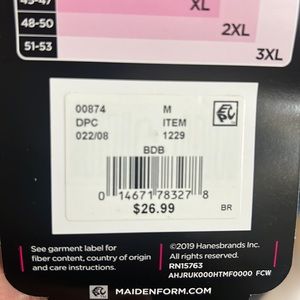 45-47
XL
48-50
2XL
51-53
3XL
00874 M
DPC ITEM
022/08 1229
BDB
0 14671 78327 8
$26.99
BR
See garment label for
fiber content, country of origin
and care instructions.
©2019 Hanesbrands Inc.
All rights reserved.
RN15763
AHJRUK000HTMF0000 FCW
MAIDENFORM.COM